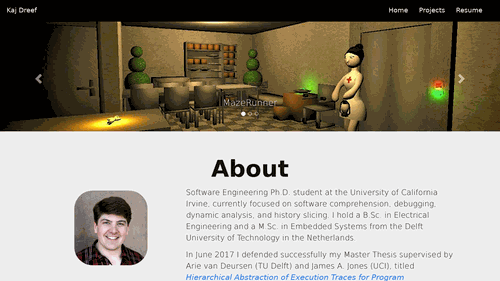 Kaj Dreef
Home Projects Resume
MazeRunner
About
Software Engineering Ph.D. student at the University of California
Irvine, currently focused on software comprehension, debugging,
dynamic analysis, and history slicing. I hold a B.Sc. in Electrical
Engineering and a M.Sc. in Embedded Systems from the Delft
University of Technology in the Netherlands.
In June 2017 I defended successfully my Master Thesis supervised by
Arie van Deursen (TU Delft) and James A. Jones (UCI), titled
Hierarchical Abstraction of Execution Traces for Program